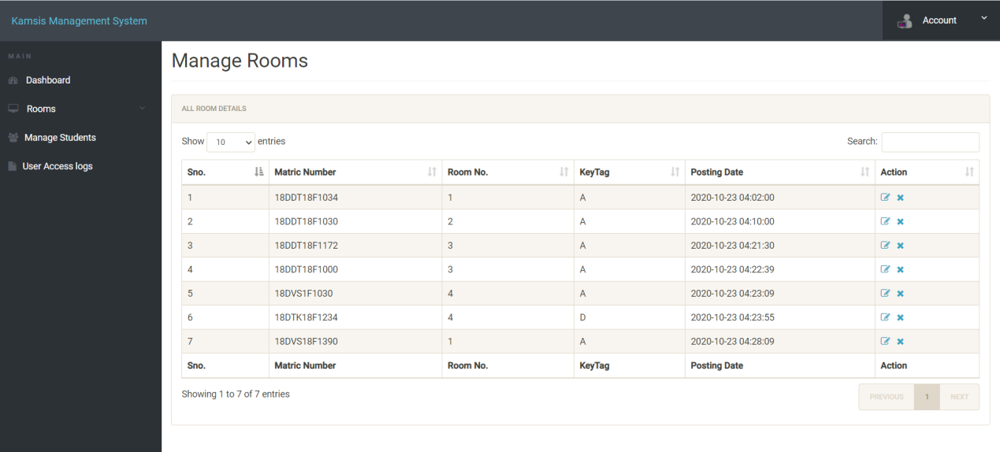 Kamsis Management System
Account
MAIN
Dashboard
Rooms
Manage Students
User Access logs
Manage Rooms
ALL ROOM DETAILS
Show 10 entries
Search:
Sno. Matric Number Room No. KeyTag Posting Date Action
1 18DDT18F1034 1 A 2020-10-23 04:02:00
2 18DDT18F1030 2 A 2020-10-23 04:10:00
3 18DDT18F1172 3 A 2020-10-23 04:21:30
4 18DDT18F1000 3 A 2020-10-23 04:22:39
5 18DVS1F1030 4 A 2020-10-23 04:23:09
6 18DTK18F1234 4 D 2020-10-23 04:23:55
7 18DVS18F1390 1 A 2020-10-23 04:28:09
Sno. Matric Number Room No. KeyTag Posting Date Action
Showing 1 to 7 of 7 entries
PREVIOUS 1 NEXT